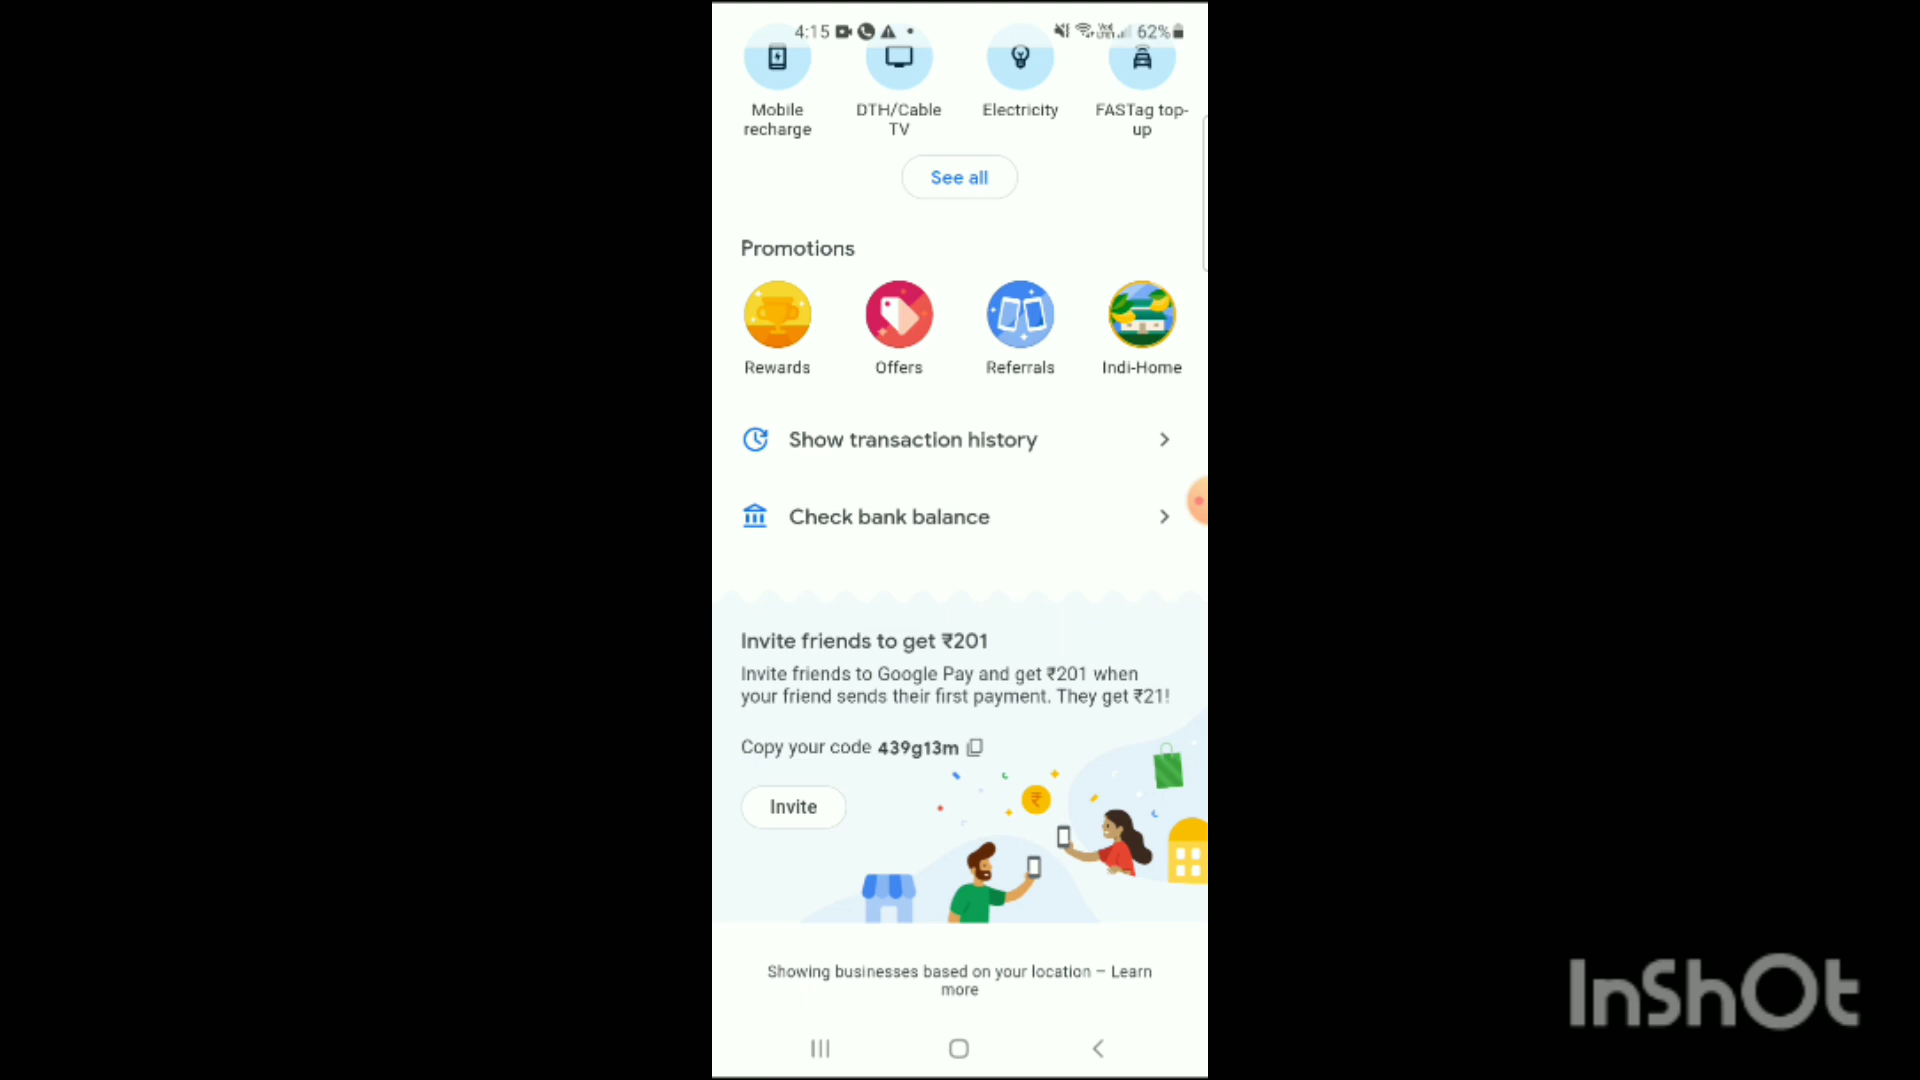 4:15
62%
Mobile recharge
DTH/Cable TV
Electricity
FASTag top-up
See all
Promotions
Rewards
Offers
Referrals
Indi-Home
Show transaction history
Check bank balance
Invite friends to get ₹201
Invite friends to Google Pay and get ₹201 when
your friend sends their first payment. They get ₹21!
Copy your code 439g13m
Invite
Showing businesses based on your location – Learn
more
InShOt